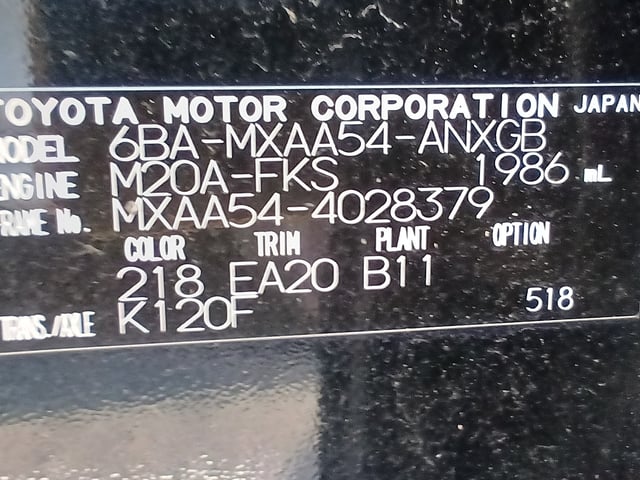 TOYOTA MOTOR CORPORATION JAPAN
MODEL 6BA-MXAA54-ANXGB
ENGINE M20A-FKS 1986 mL
FRAME No. MXAA54-4028379
COLOR TRIM PLANT OPTION
218 EA20 B11
TRANS./AXLE K120F 518